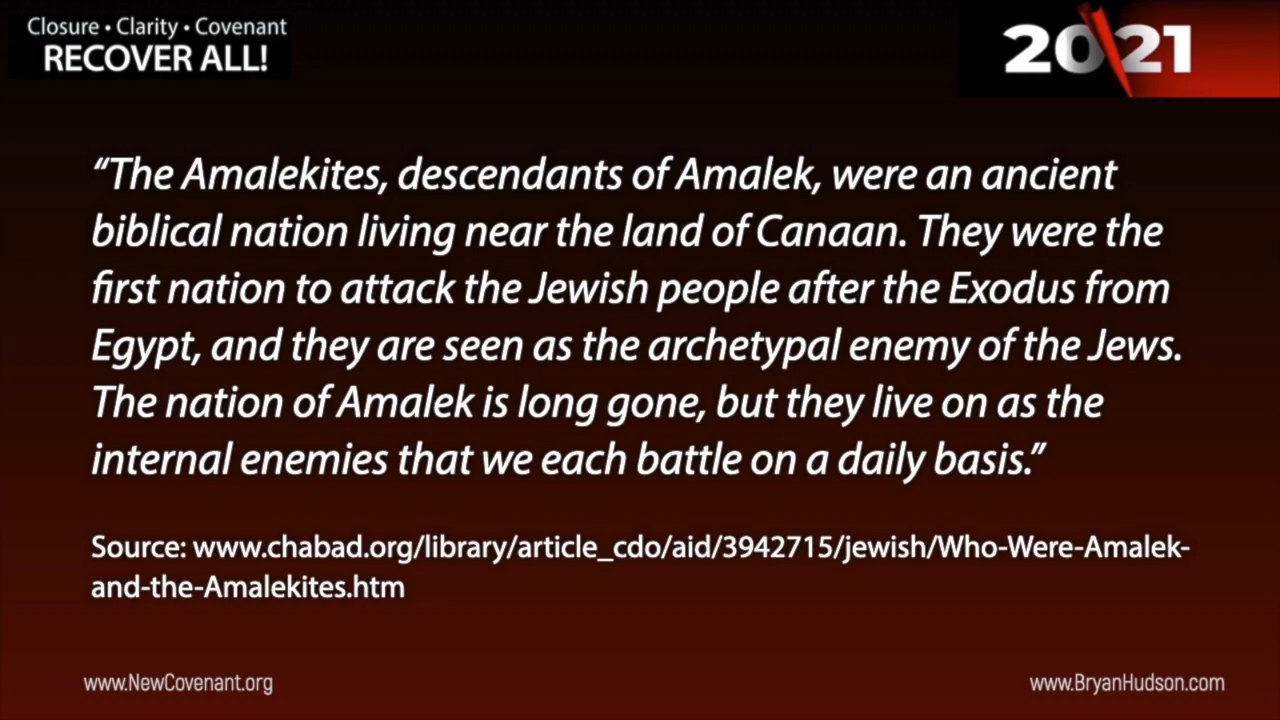 Closure • Clarity • Covenant
RECOVER ALL!
2021
“The Amalekites, descendants of Amalek, were an ancient
biblical nation living near the land of Canaan. They were the
first nation to attack the Jewish people after the Exodus from
Egypt, and they are seen as the archetypal enemy of the Jews.
The nation of Amalek is long gone, but they live on as the
internal enemies that we each battle on a daily basis.”
Source: www.chabad.org/library/article_cdo/aid/3942715/jewish/Who-Were-Amalek-
and-the-Amalekites.htm
www.NewCovenant.org
www.BryanHudson.com